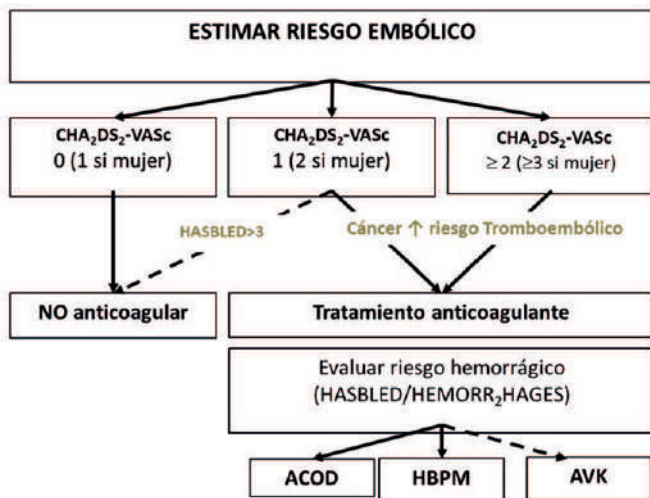 ESTIMAR RIESGO EMBÓLICO
CHA₂DS₂-VASc
0 (1 si mujer)
CHA₂DS₂-VASc
1 (2 si mujer)
CHA₂DS₂-VASc
≥ 2 (≥3 si mujer)
HASBLED>3
Cáncer ↑ riesgo Tromboembólico
NO anticoagular
Tratamiento anticoagulante
Evaluar riesgo hemorrágico
(HASBLED/HEMORR₂HAGES)
ACOD
HBPM
AVK